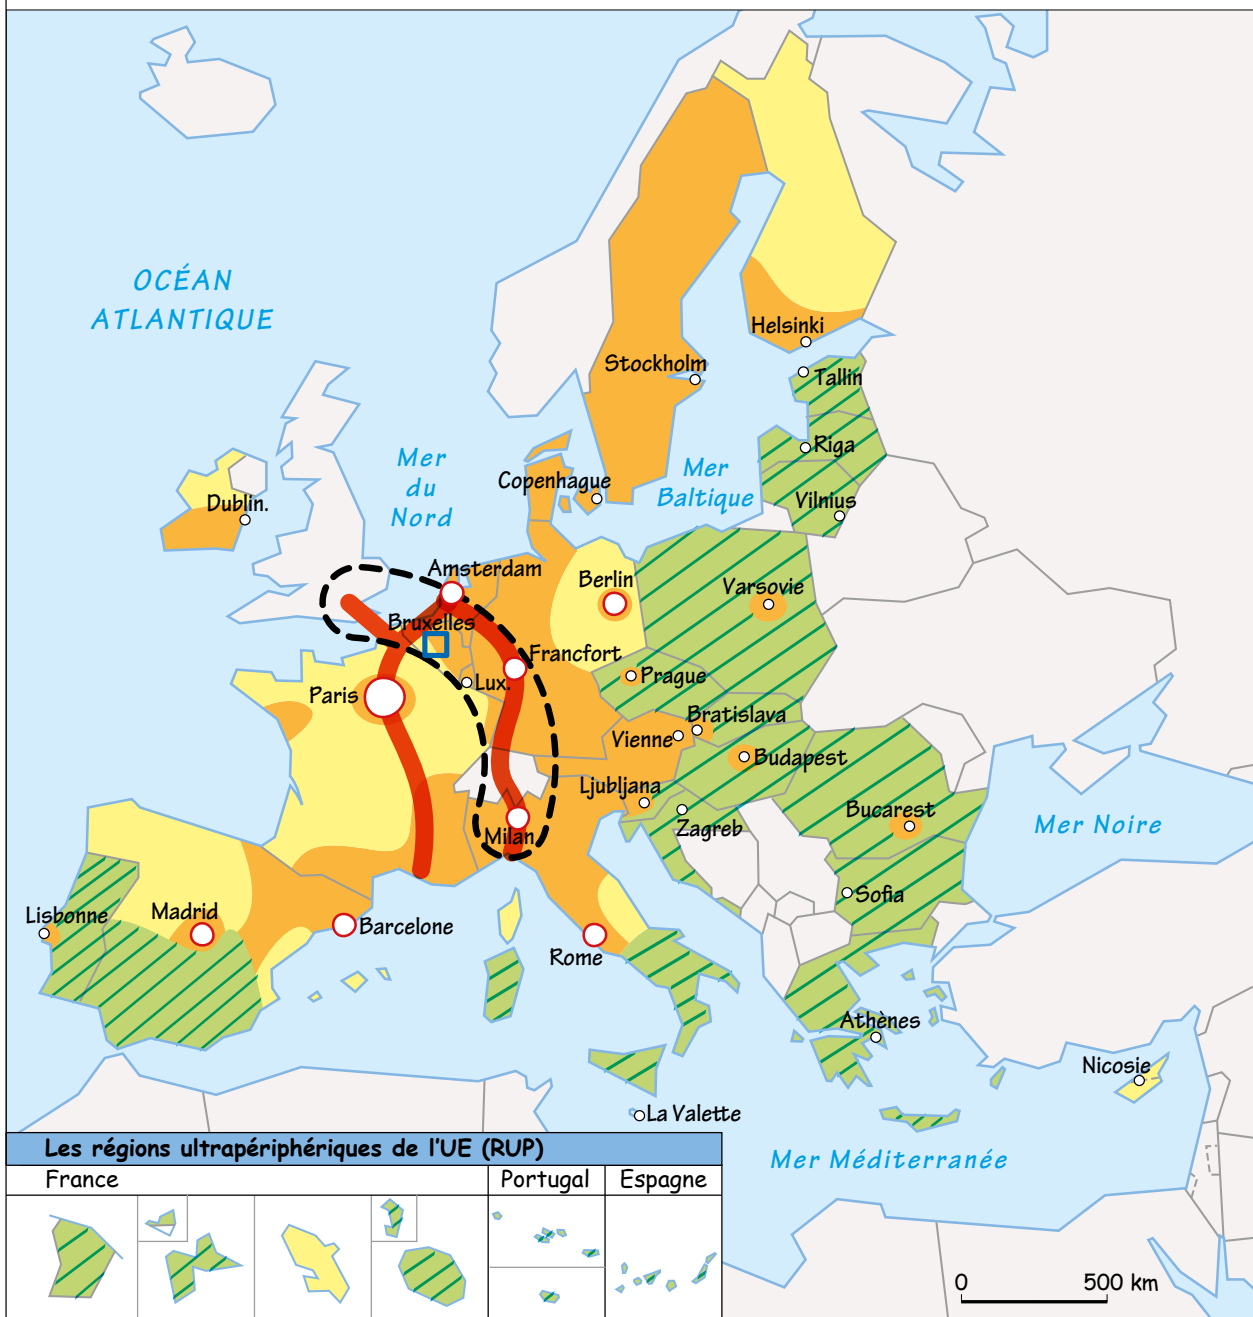 OCÉAN
ATLANTIQUE
Helsinki
Stockholm
Tallin
Mer
du
Nord
Riga
Mer
Baltique
Copenhague
Dublin.
Vilnius
Amsterdam
Berlin
Varsovie
Bruxelles
Francfort
Prague
Lux.
Paris
Bratislava
Vienne
Budapest
Ljubljana
Bucarest
Mer Noire
Zagreb
Milan
Sofia
Lisbonne
Madrid
Barcelone
Rome
Athènes
Nicosie
La Valette
Mer Méditerranée
Les régions ultrapériphériques de l'UE (RUP)
France
Portugal
Espagne
0 500 km